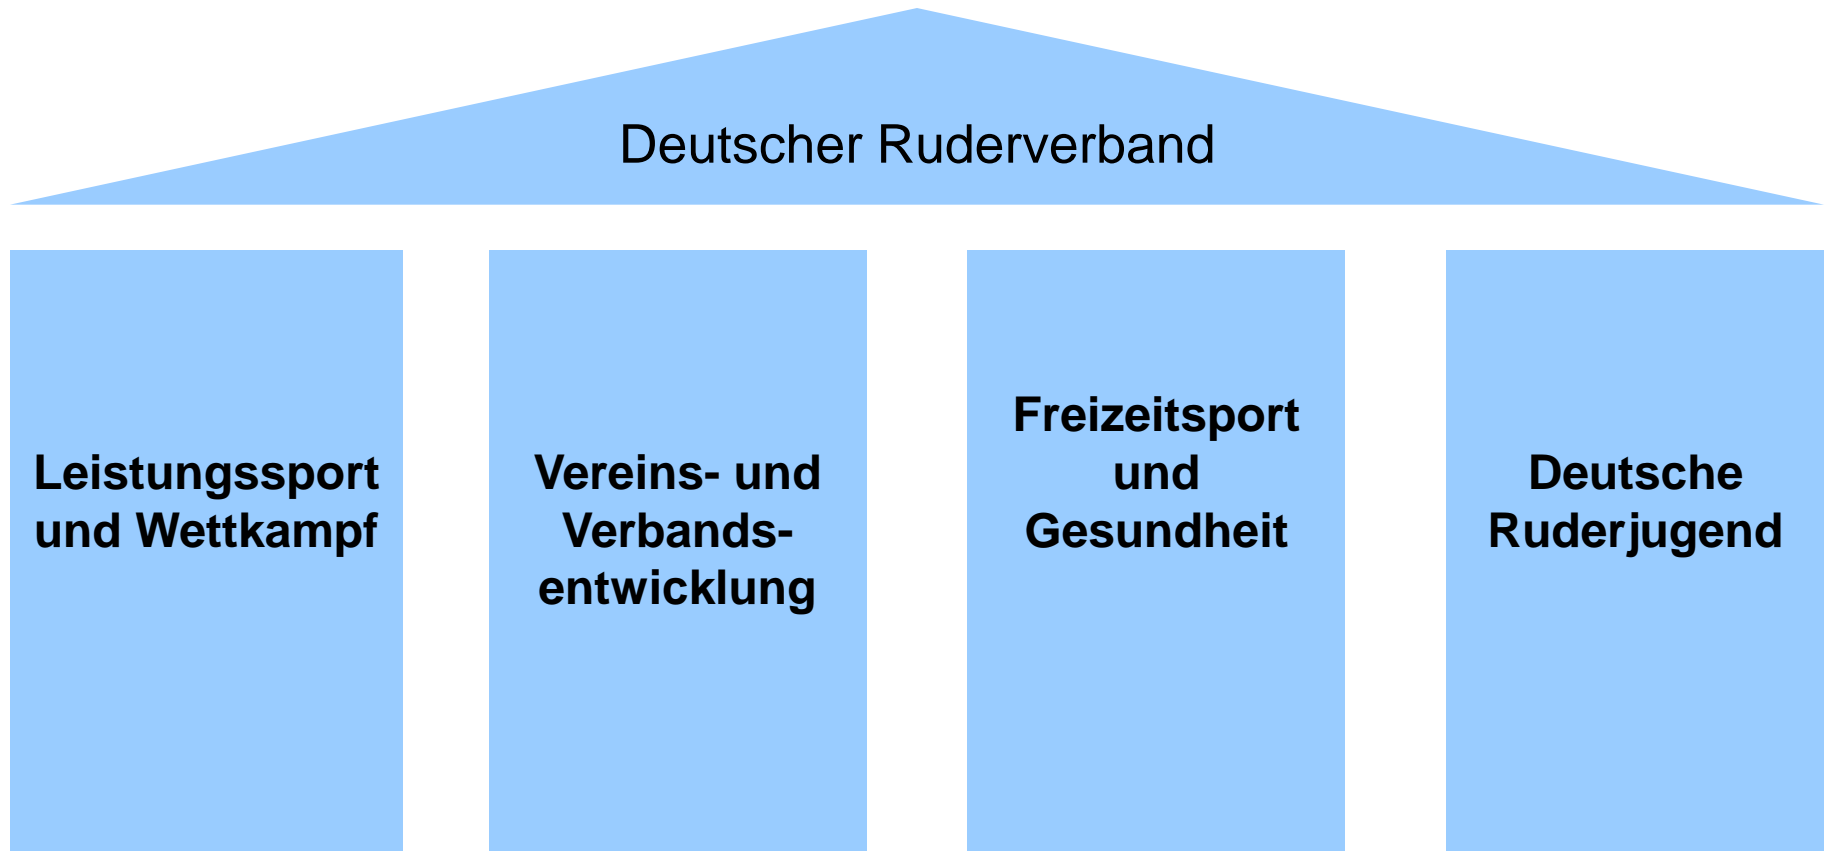 Deutscher Ruderverband
Leistungssport
und Wettkampf
Vereins- und
Verbands-
entwicklung
Freizeitsport
und
Gesundheit
Deutsche
Ruderjugend